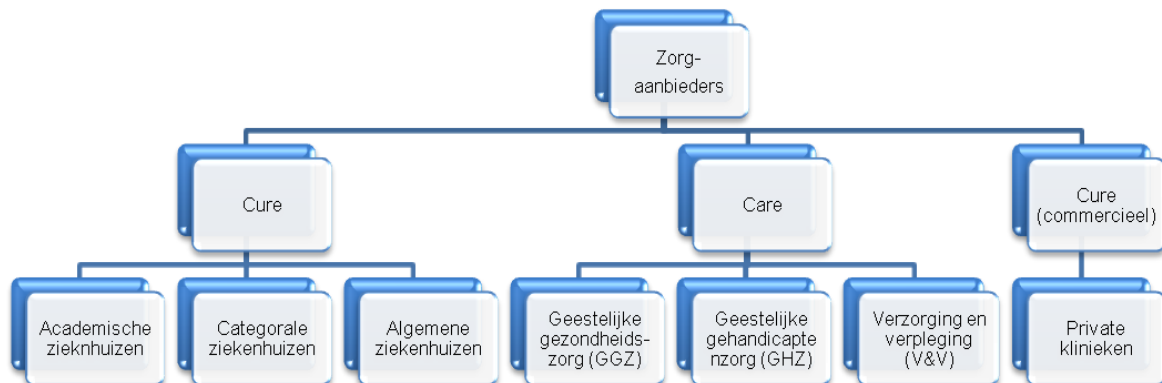 Zorg-
aanbieders
Cure
Care
Cure
(commercieel)
Academische
zieknhuizen
Categorale
ziekenhuizen
Algemene
ziekenhuizen
Geestelijke
gezondheids-
zorg (GGZ)
Geestelijke
gehandicapte
nzorg (GHZ)
Verzorging en
verpleging
(V&V)
Private
klinieken